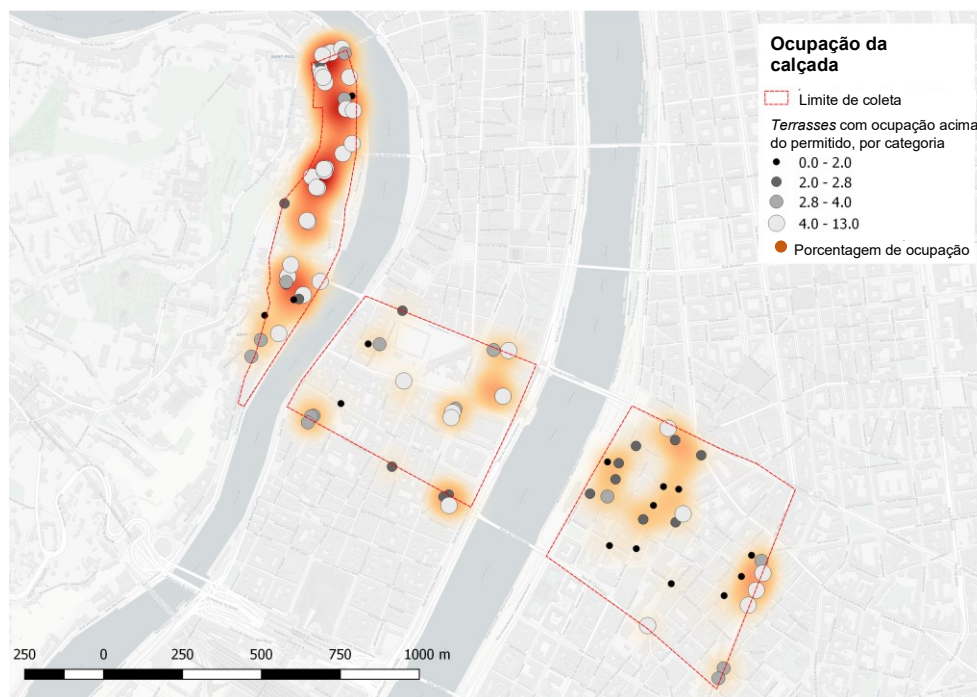 Ocupação da
calçada
Limite de coleta
Terrasses com ocupação acima
do permitido, por categoria
0.0 - 2.0
2.0 - 2.8
2.8 - 4.0
4.0 - 13.0
Porcentagem de ocupação
250 0 250 500 750 1000 m